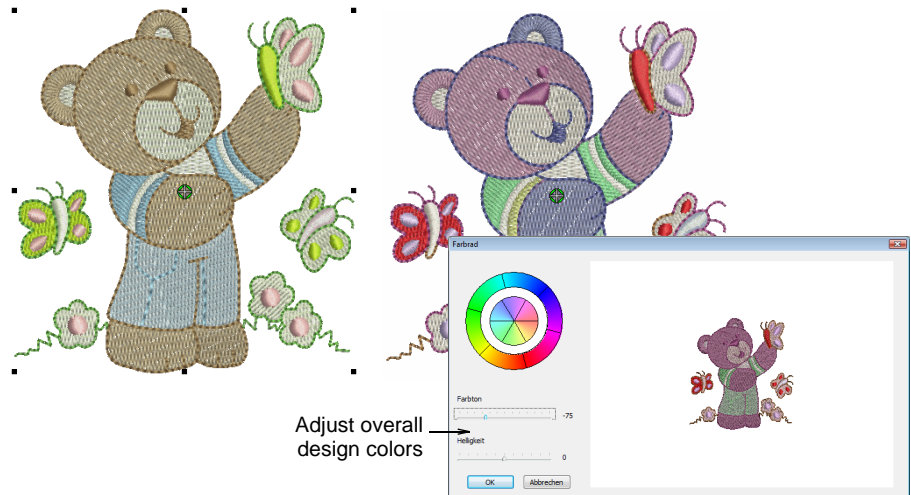 Farbrad
Farbton
-75
Adjust overall
design colors
Helligkeit
0
OK
Abbrechen